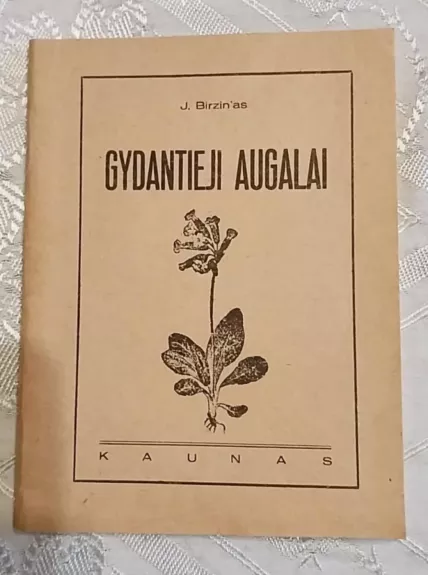 J. Birzin'as
GYDANTIEJI AUGALAI
KAUNAS